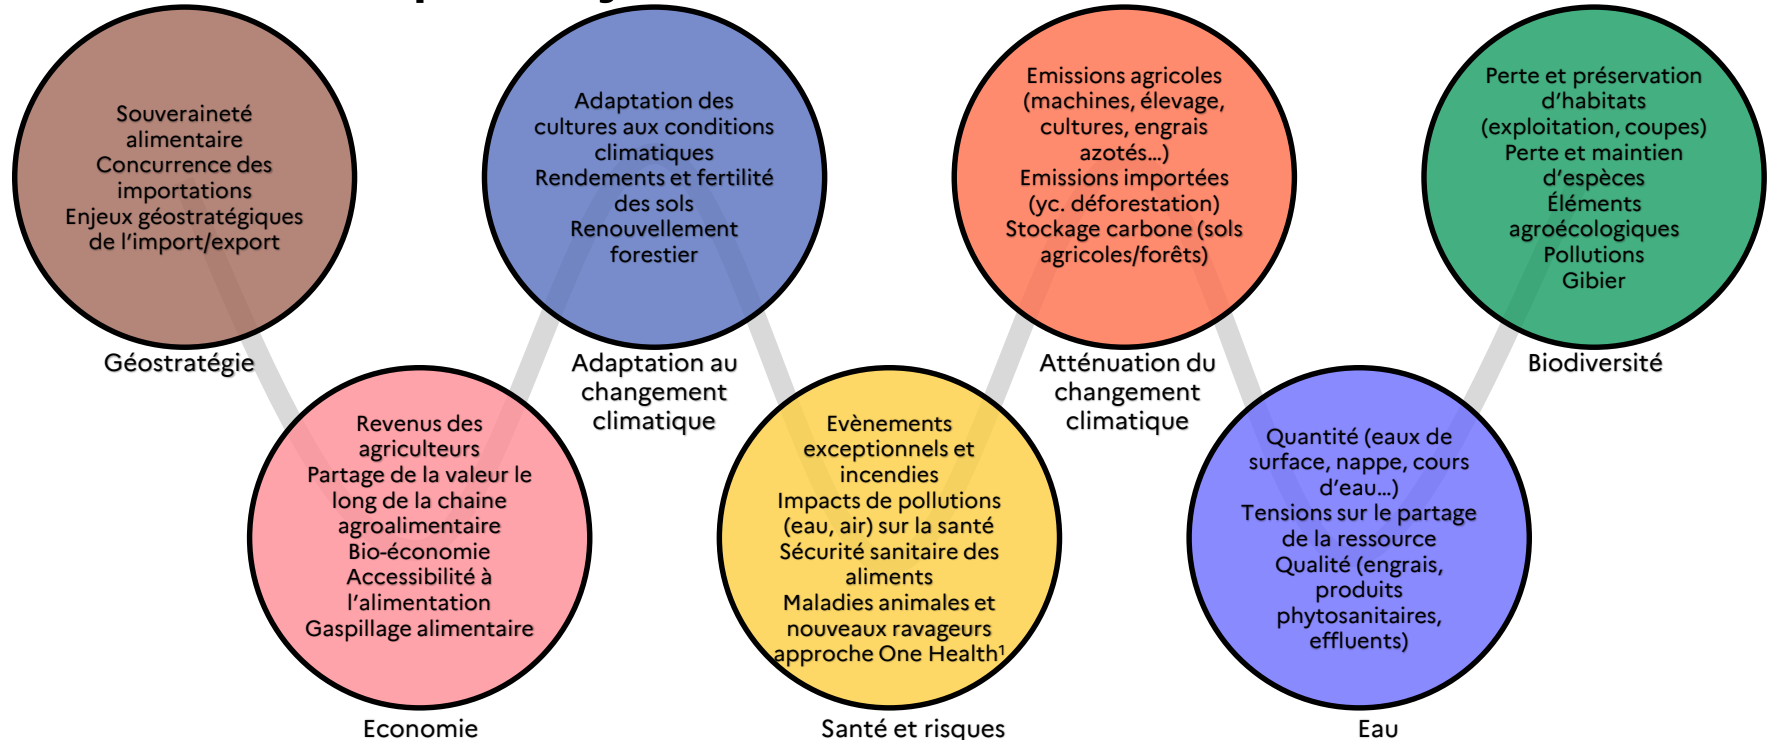 Souveraineté
alimentaire
Concurrence des
importations
Enjeux géostratégiques
de l'import/export
Géostratégie
Revenus des
agriculteurs
Partage de la valeur le
long de la chaine
agroalimentaire
Bio-économie
Accessibilité à
l'alimentation
Gaspillage alimentaire
Economie
Adaptation des
cultures aux conditions
climatiques
Rendements et fertilité
des sols
Renouvellement
forestier
Adaptation au
changement
climatique
Evènements
exceptionnels et
incendies
Impacts de pollutions
(eau, air) sur la santé
Sécurité sanitaire des
aliments
Maladies animales et
nouveaux ravageurs
approche One Health¹
Santé et risques
Emissions agricoles
(machines, élevage,
cultures, engrais
azotés…)
Emissions importées
(yc. déforestation)
Stockage carbone (sols
agricoles/forêts)
Atténuation du
changement
climatique
Quantité (eaux de
surface, nappe, cours
d'eau…)
Tensions sur le partage
de la ressource
Qualité (engrais,
produits
phytosanitaires,
effluents)
Eau
Perte et préservation
d'habitats
(exploitation, coupes)
Perte et maintien
d'espèces
Éléments
agroécologiques
Pollutions
Gibier
Biodiversité